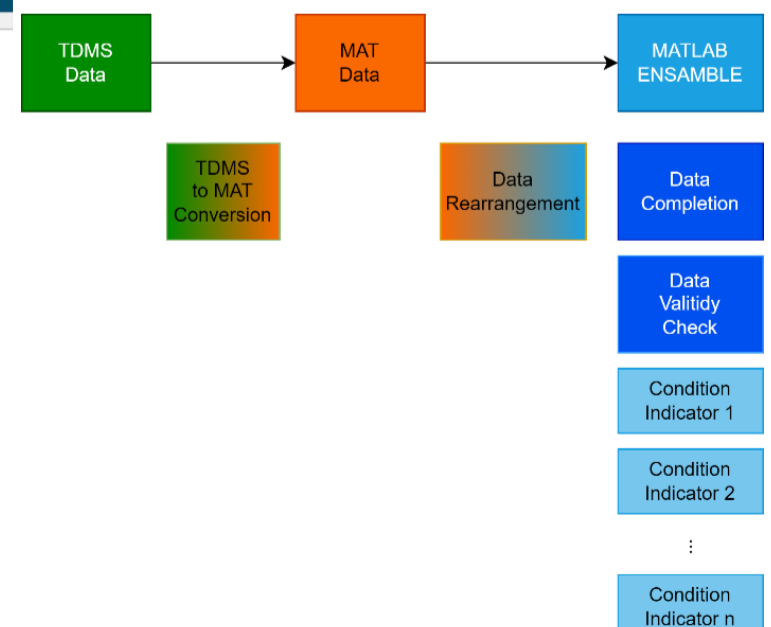 TDMS
Data
MAT
Data
MATLAB
ENSAMBLE
TDMS
to MAT
Conversion
Data
Rearrangement
Data
Completion
Data
Valitidy
Check
Condition
Indicator 1
Condition
Indicator 2
⋮
Condition
Indicator n